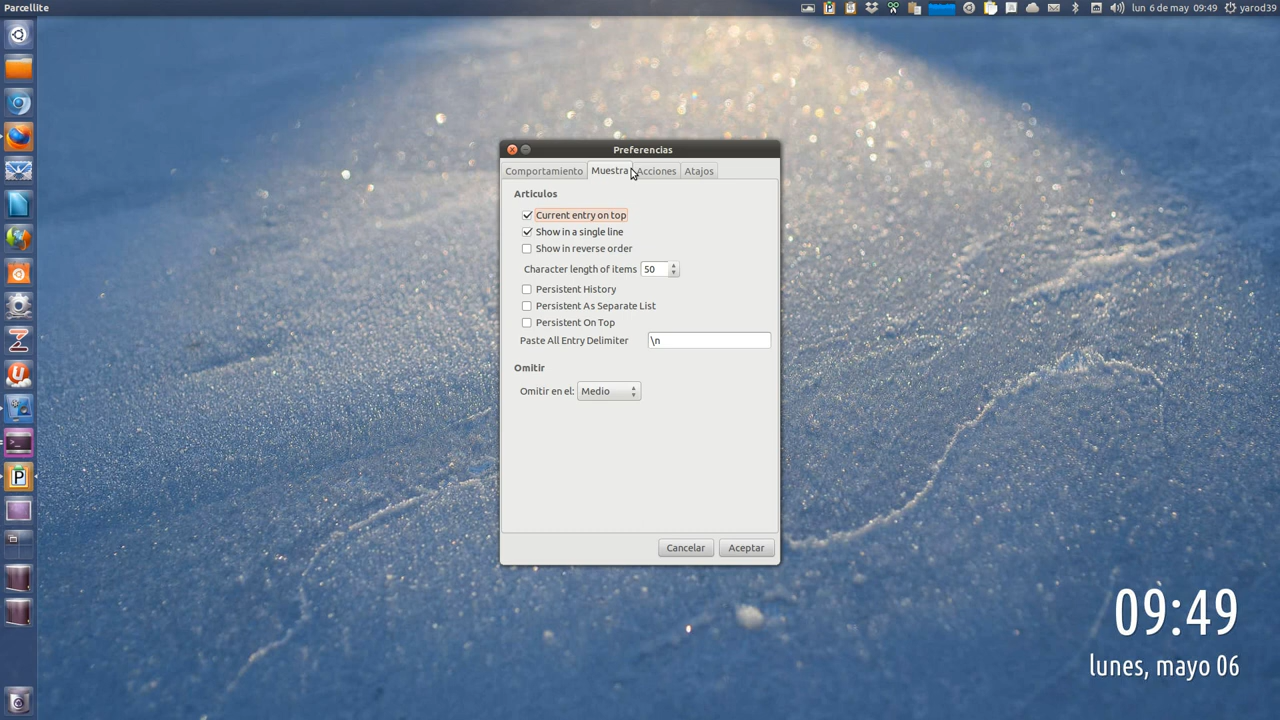 Parcellite
lun 6 de may 09:49
yarod39
Preferencias
Comportamiento
Muestra
Acciones
Atajos
Articulos
Current entry on top
Show in a single line
Show in reverse order
Character length of items 50
Persistent History
Persistent As Separate List
Persistent On Top
Paste All Entry Delimiter \n
Omitir
Omitir en el: Medio
Cancelar
Aceptar
09:49
lunes, mayo 06